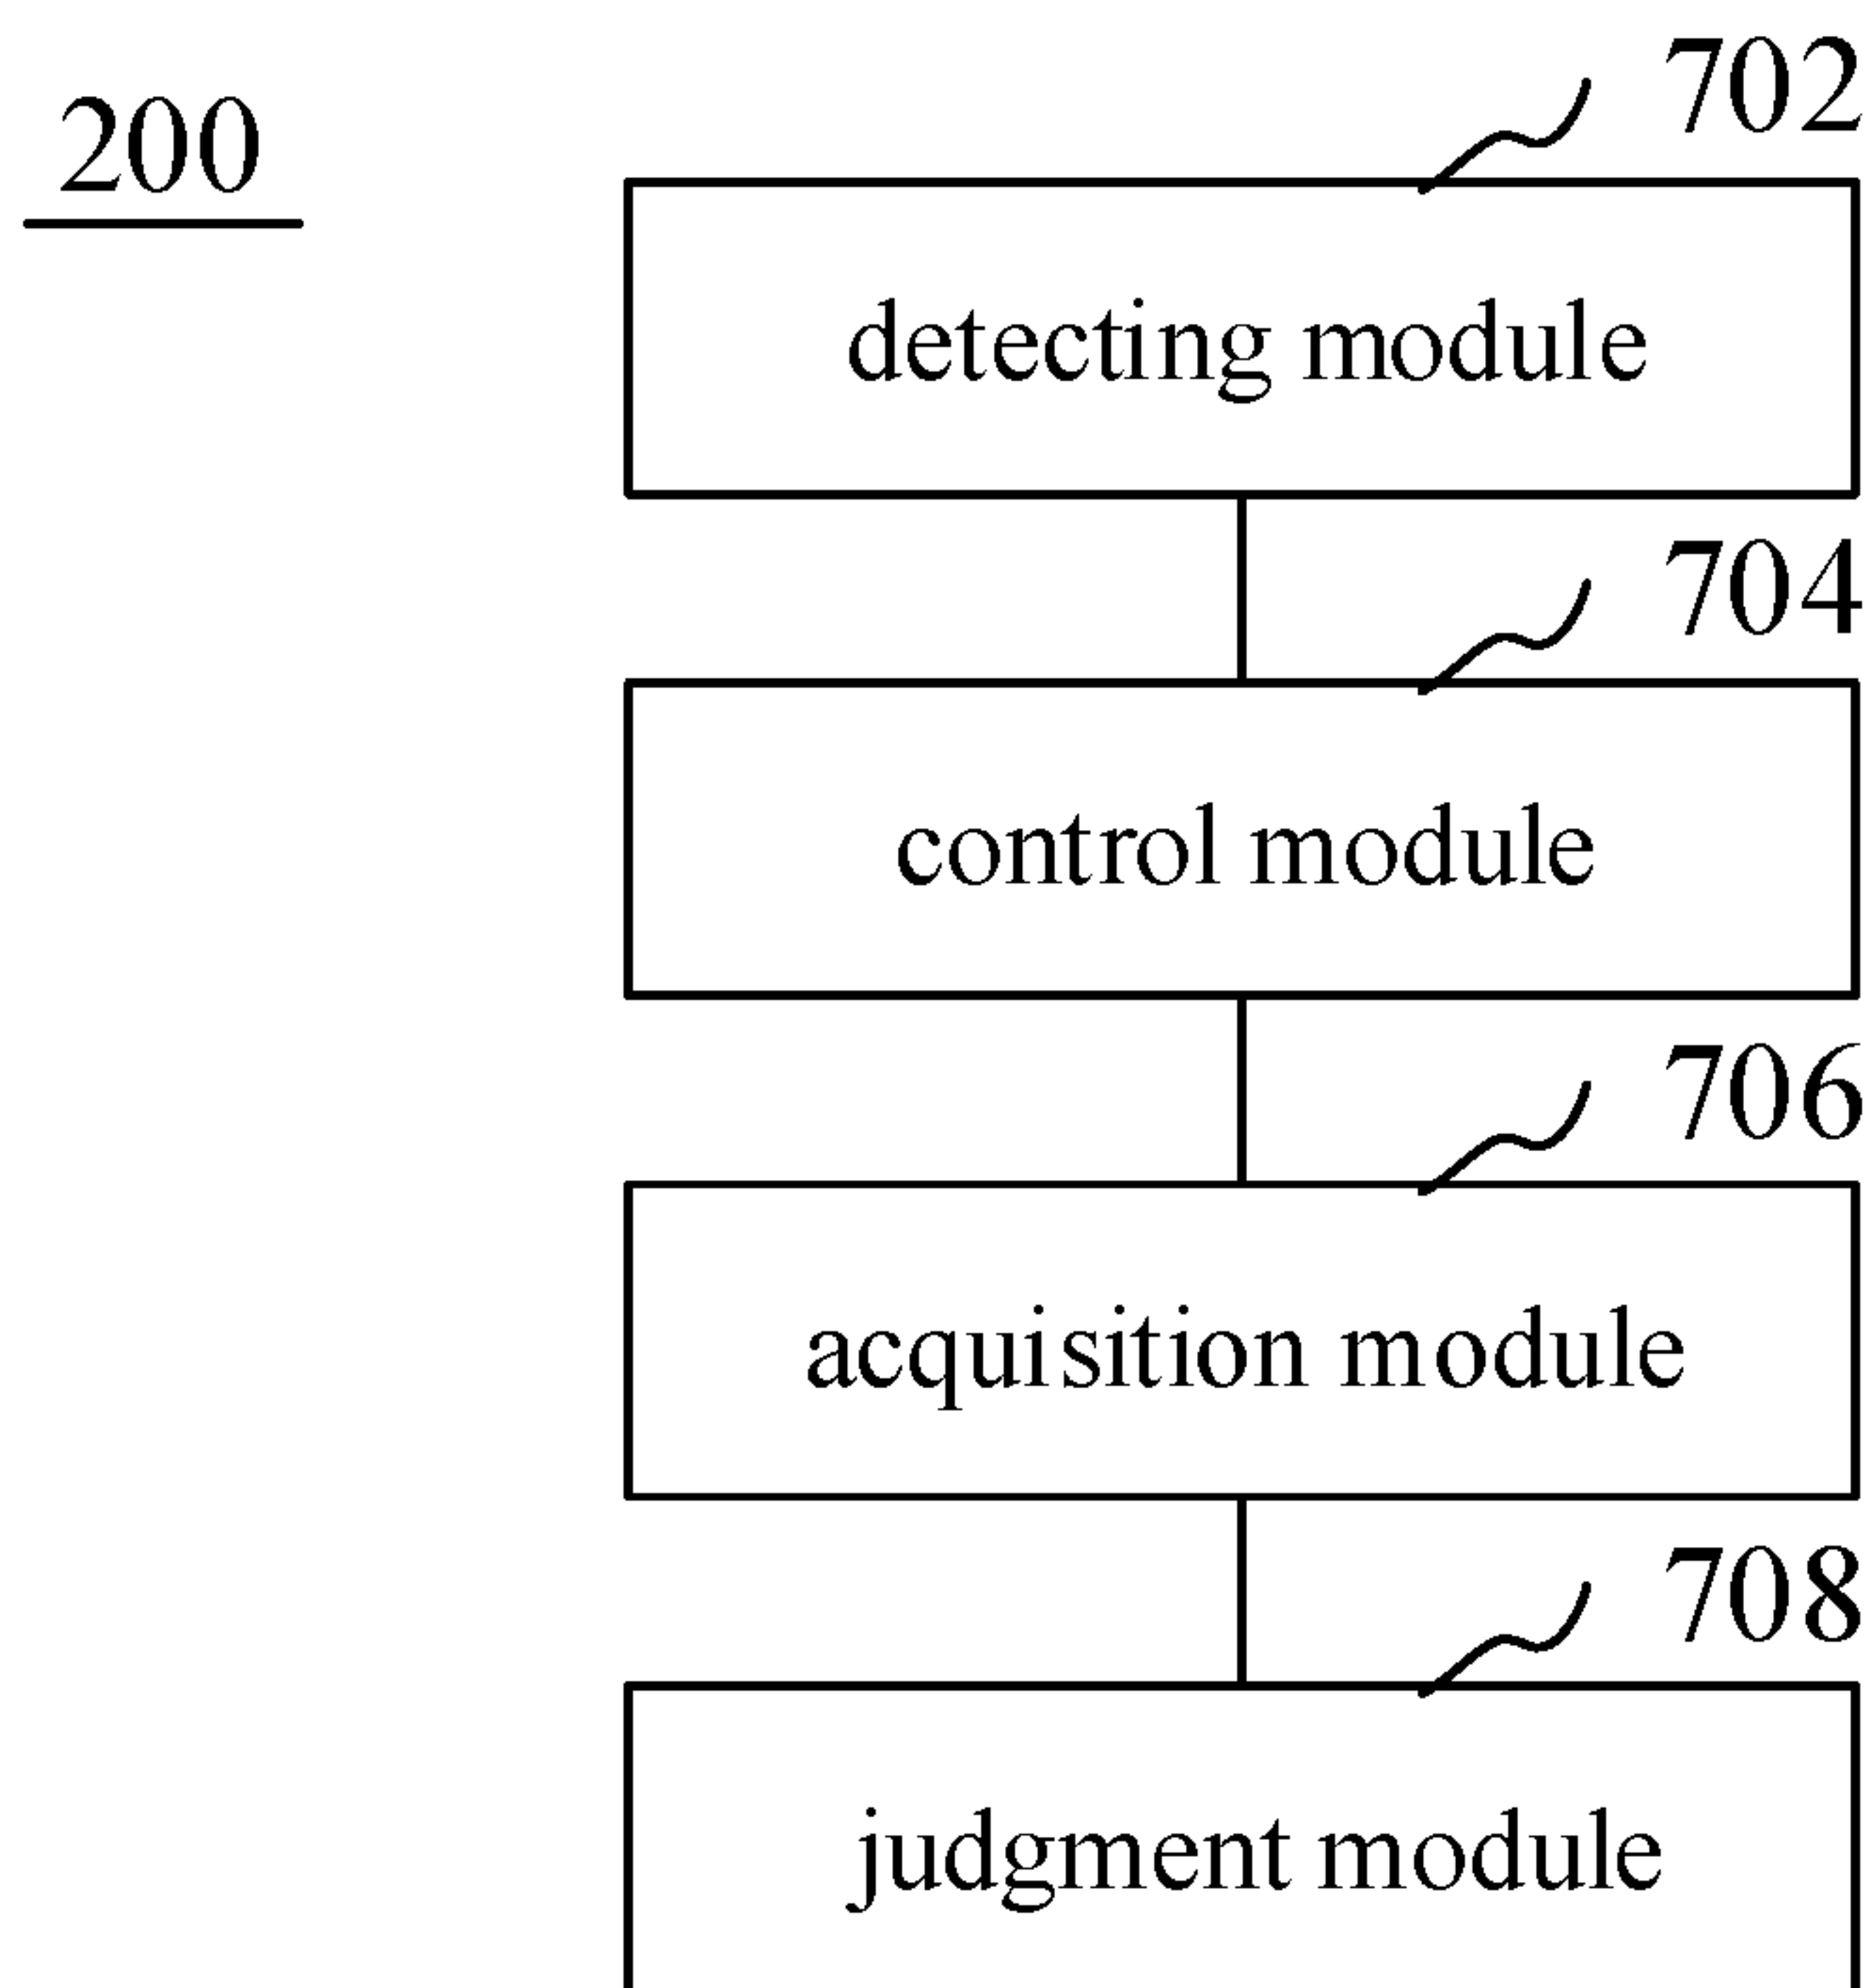 702
200
detecting module
704
control module
706
acquisition module
708
judgment module